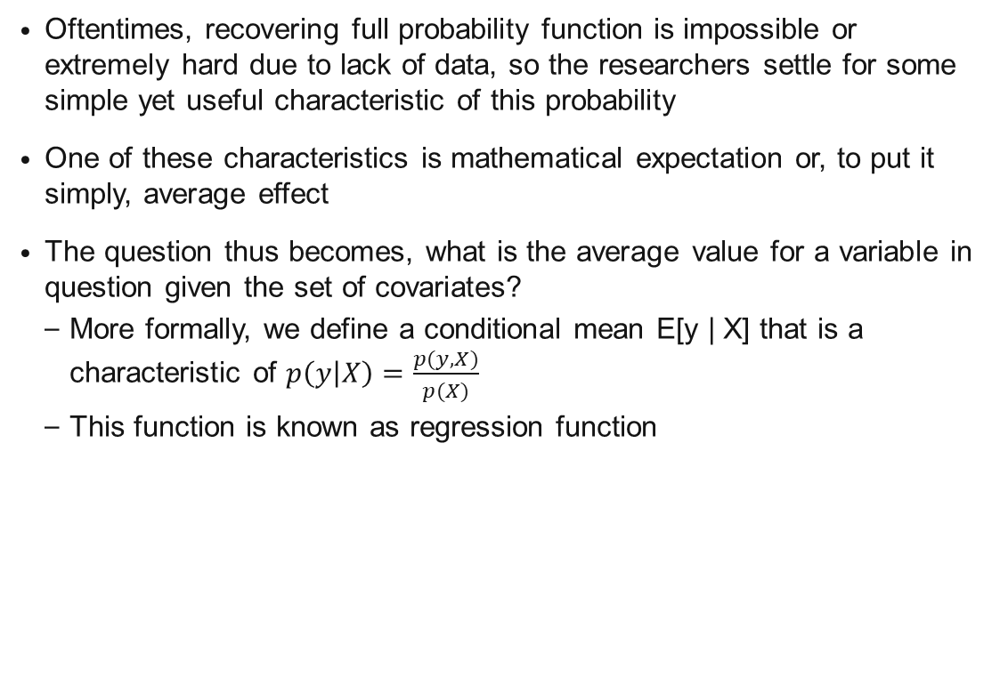 • Oftentimes, recovering full probability function is impossible or
extremely hard due to lack of data, so the researchers settle for some
simple yet useful characteristic of this probability
• One of these characteristics is mathematical expectation or, to put it
simply, average effect
• The question thus becomes, what is the average value for a variable in
question given the set of covariates?
– More formally, we define a conditional mean E[y | X] that is a
characteristic of p(y|X) = p(y,X)/p(X)
– This function is known as regression function